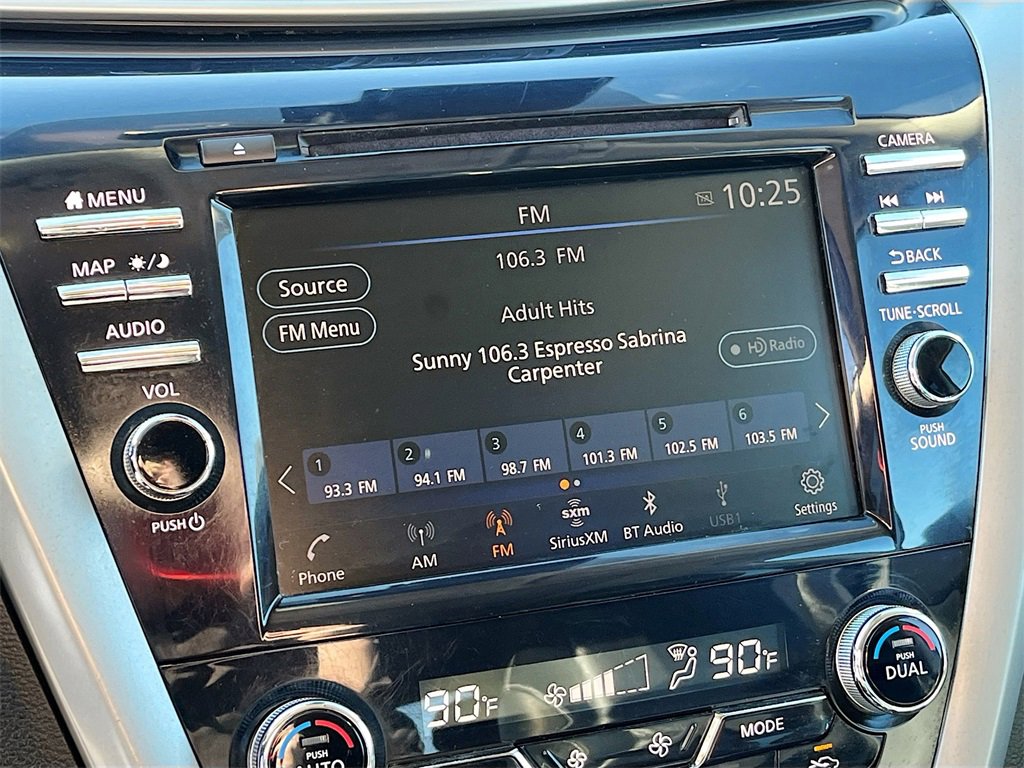 CAMERA
MENU
10:25
FM
MAP
106.3 FM
BACK
Source
TUNE·SCROLL
AUDIO
Adult Hits
FM Menu
Sunny 106.3 Espresso Sabrina
Carpenter
HD Radio
VOL
PUSH
SOUND
1 93.3 FM
2 94.1 FM
3 98.7 FM
4 101.3 FM
5 102.5 FM
6 103.5 FM
PUSH
Phone
AM
FM
sxm
SiriusXM
BT Audio
USB1
Settings
90°F
90°F
PUSH
DUAL
MODE
PUSH
AUTO